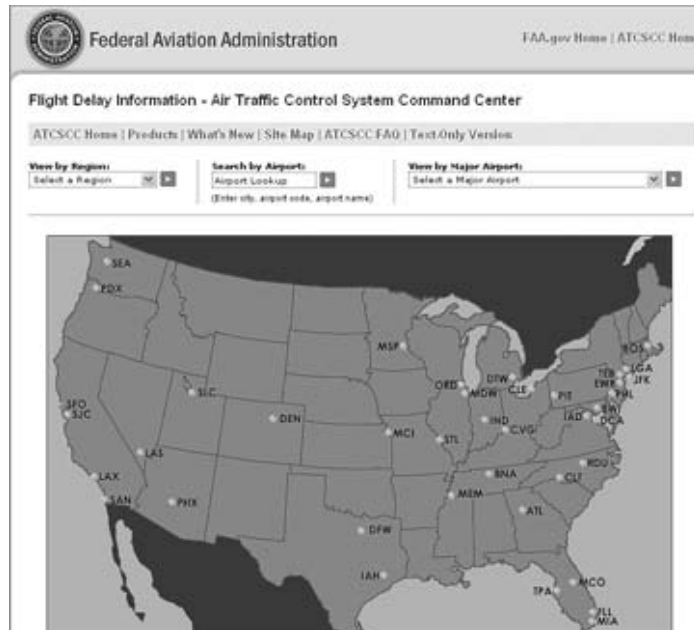 Federal Aviation Administration
FAA.gov Home | ATCSCC Hom
Flight Delay Information - Air Traffic Control System Command Center
ATCSCC Home | Products | What's New | Site Map | ATCSCC FAQ | Text-Only Version
View by Region: Search by Airport: View by Major Airport:
Select a Region Airport Lookup Select a Major Airport
(Enter city, airport code, airport name)
SEA
PDX
MSP
BOS
LGA
TEB
JFK
EWR
ORD
MDW
DTW
CLE
PIT
PHL
SLC
SFO
SJC
DEN
MCI
STL
IND
CVG
IAD
BWI
DCA
LAS
LAX
SAN
PHX
BNA
RDU
CLT
MEM
ATL
DFW
IAH
MCO
TPA
FLL
MIA